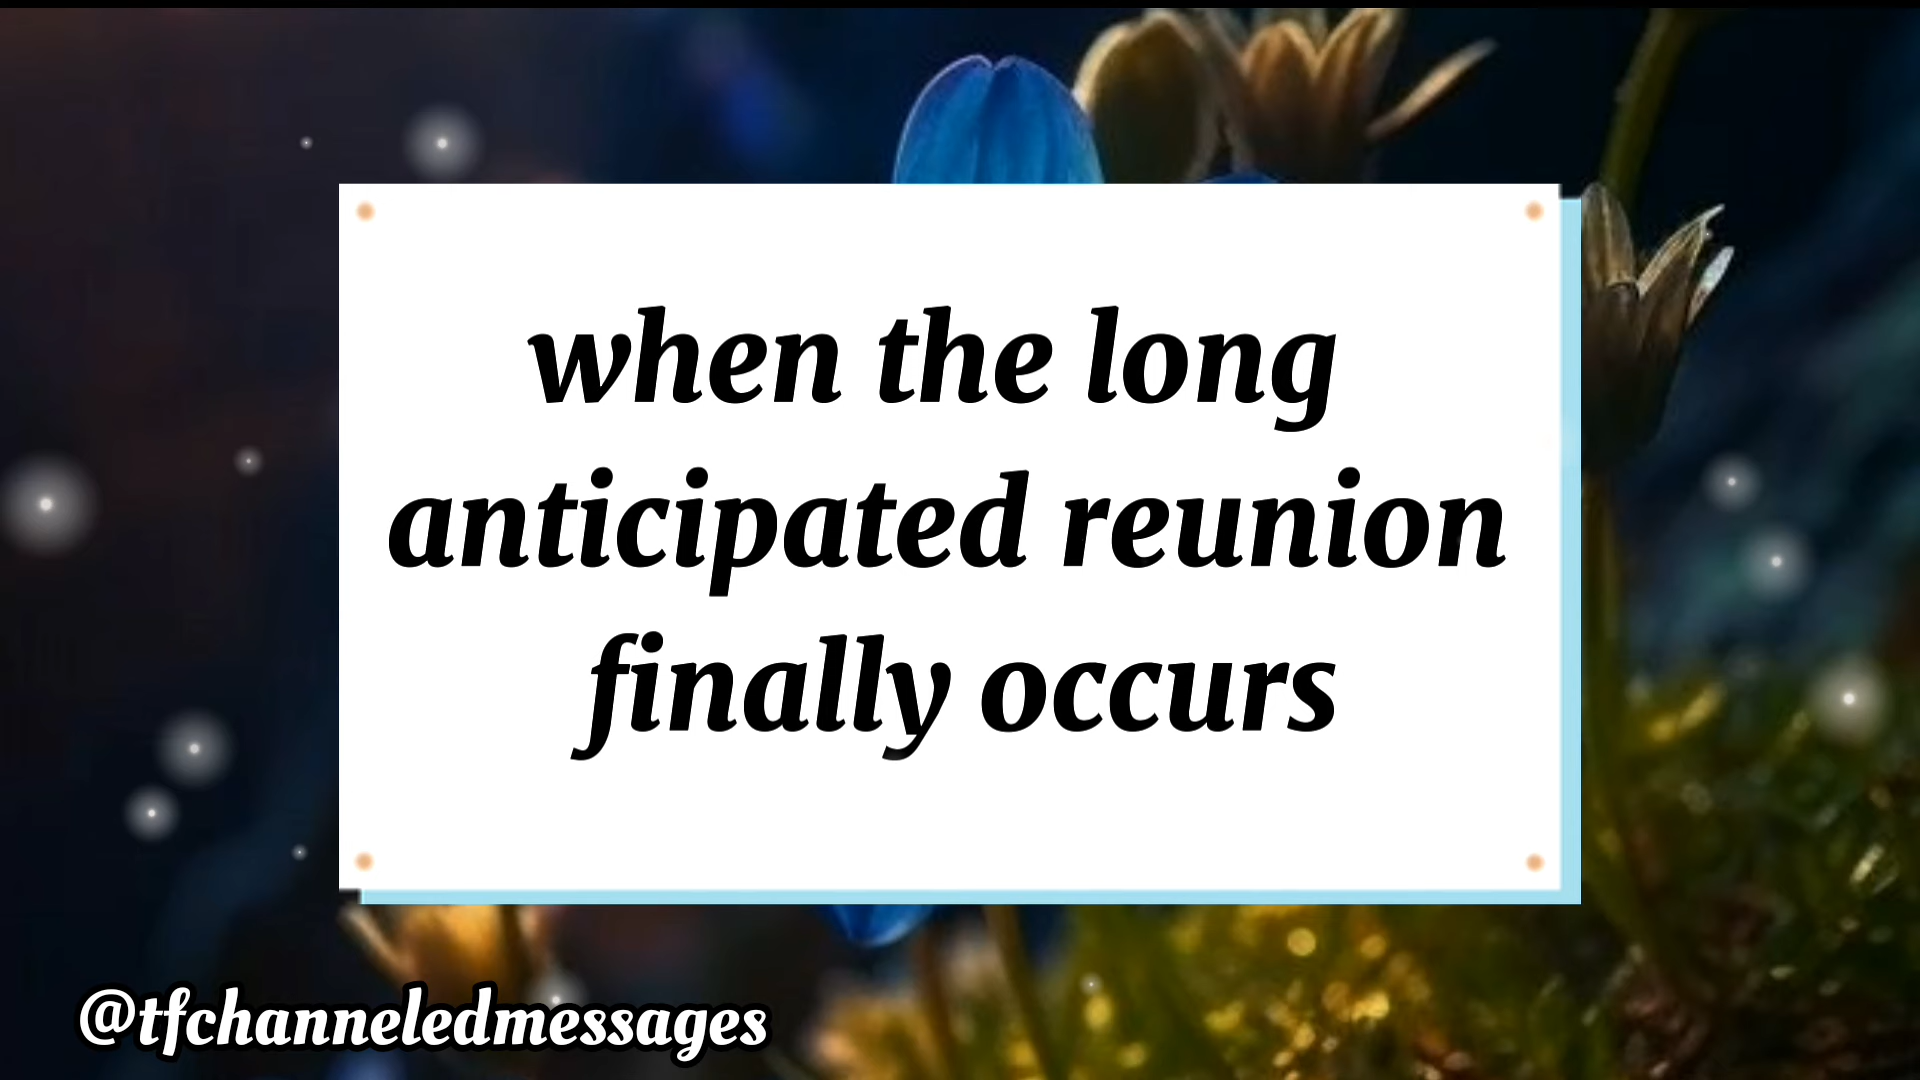 when the long
anticipated reunion
finally occurs
@tfchanneledmessages